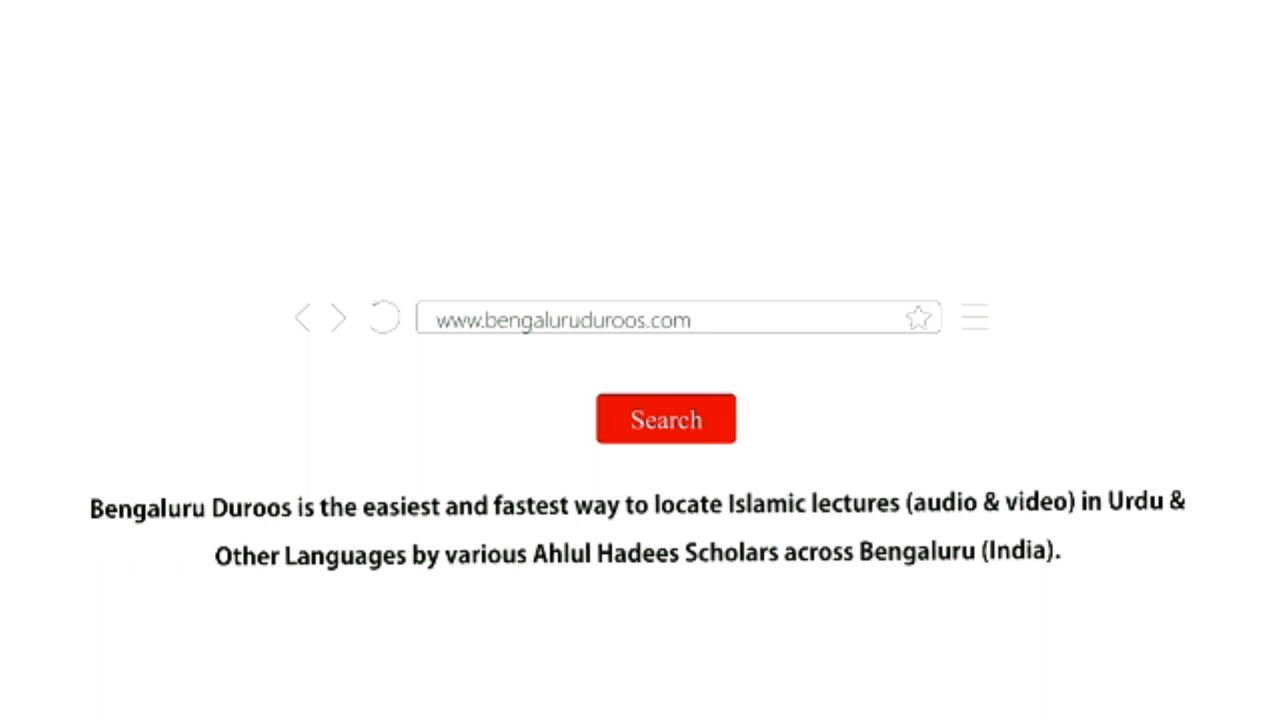 www.bengaluruduroos.com
Search
Bengaluru Duroos is the easiest and fastest way to locate Islamic lectures (audio & video) in Urdu &
Other Languages by various Ahlul Hadees Scholars across Bengaluru (India).